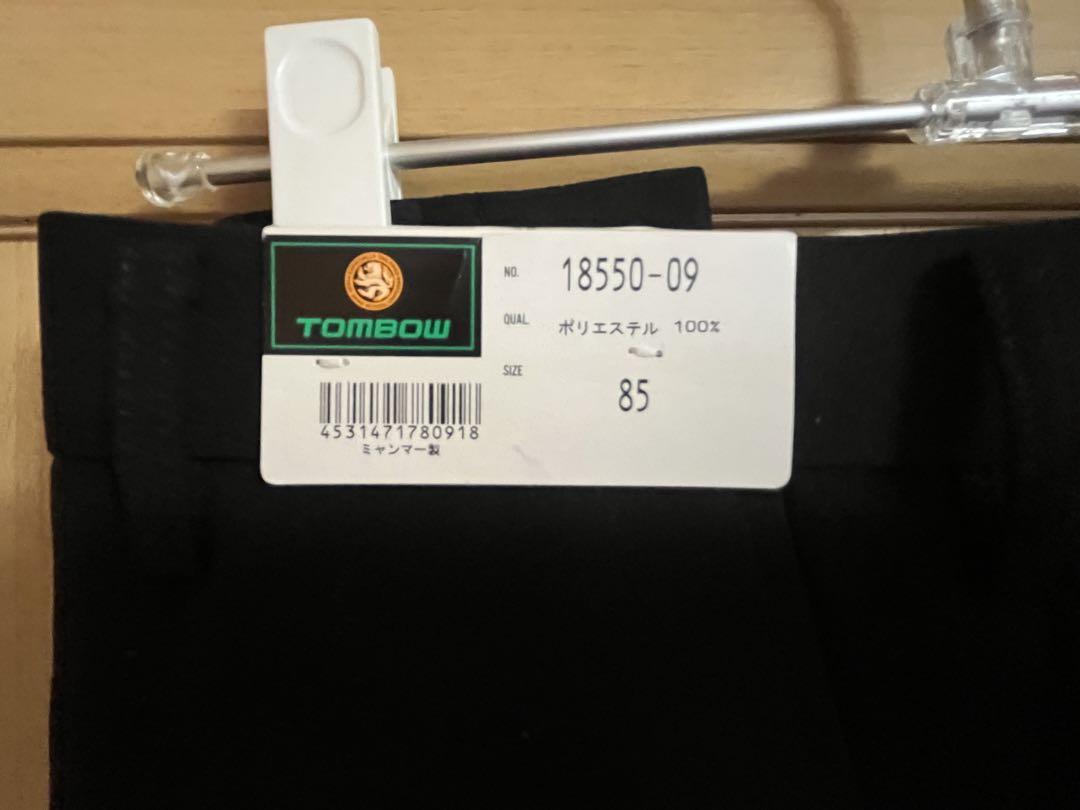 TOMBOW
4531471780918
ミャンマー製
NO. 18550-09
QUAL. ポリエステル 100%
SIZE 85